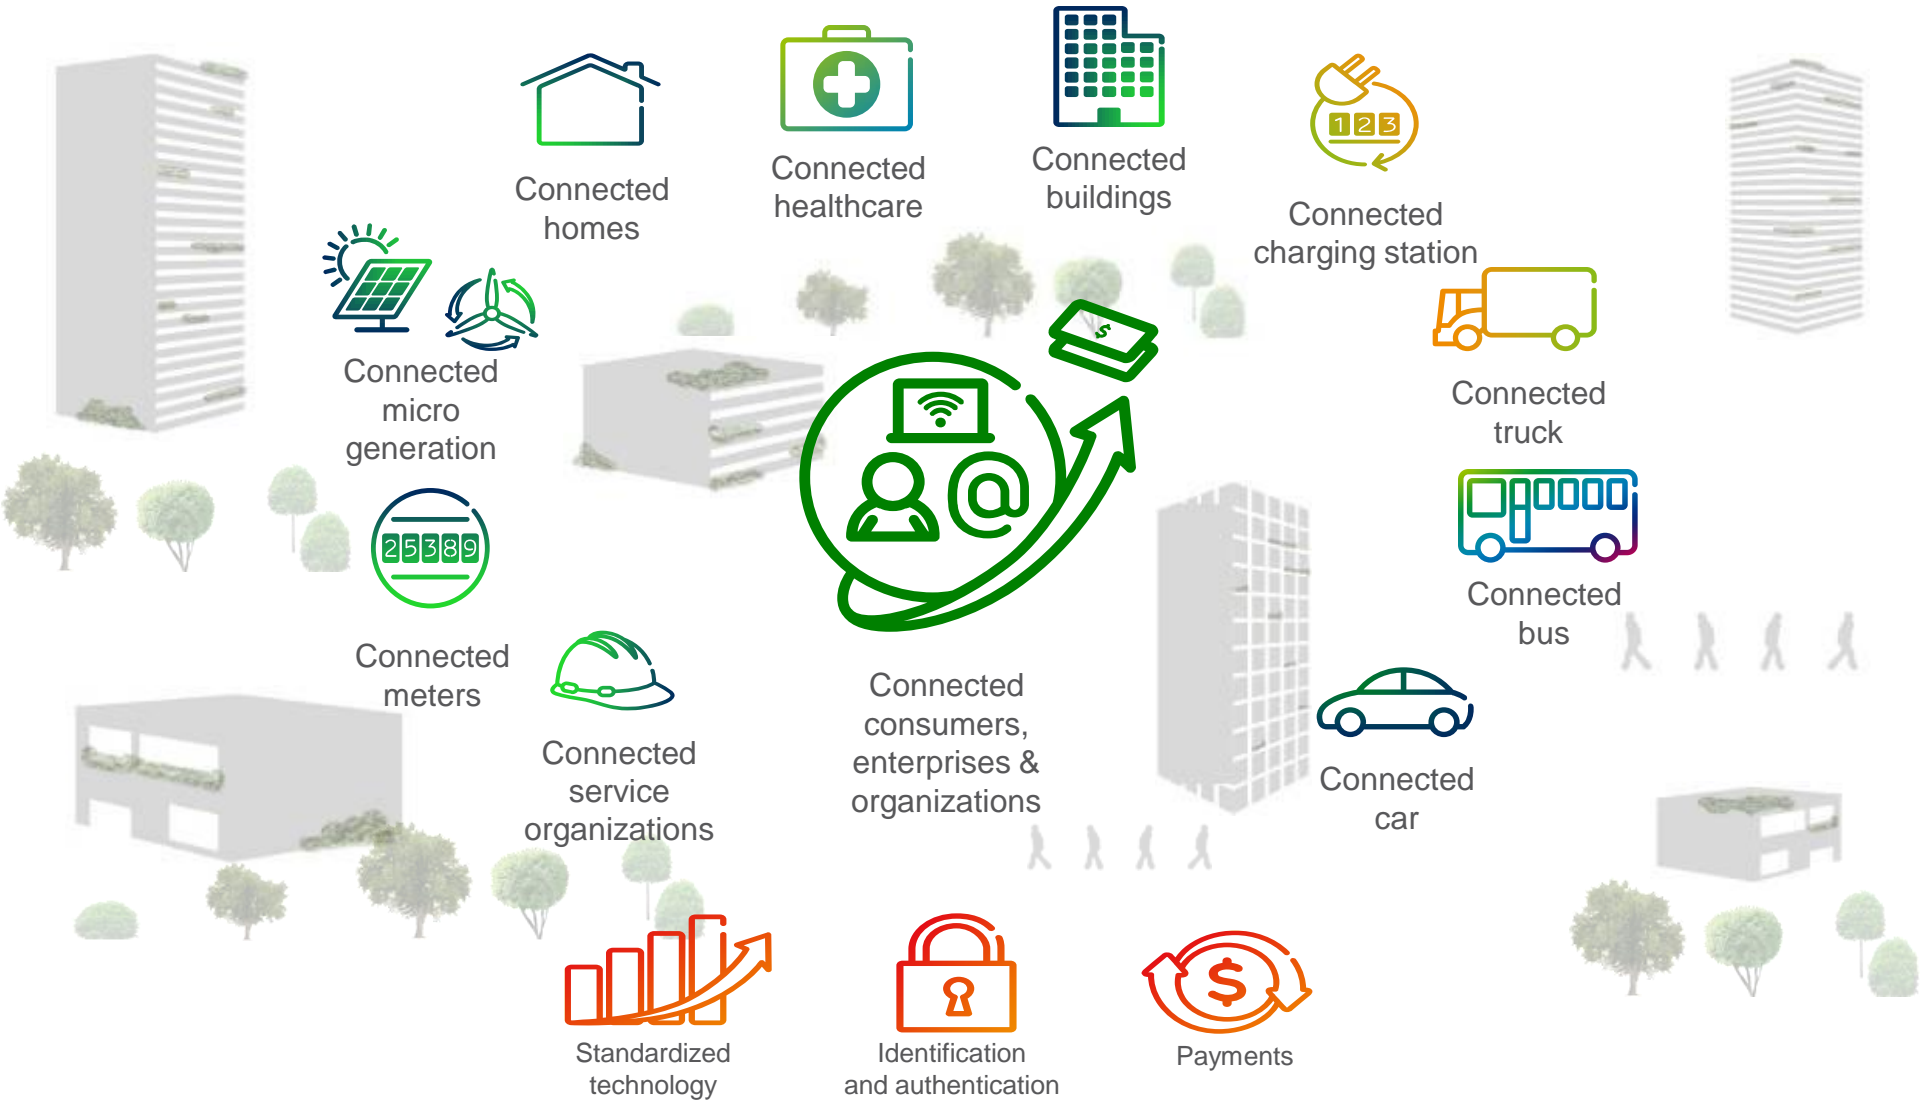 Connected
homes
Connected
healthcare
Connected
buildings
1 2 3
Connected
charging station
Connected
micro
generation
$
Connected
truck
25389
@
Connected
bus
Connected
meters
Connected
service
organizations
Connected
consumers,
enterprises &
organizations
Connected
car
Standardized
technology
Identification
and authentication
$
Payments